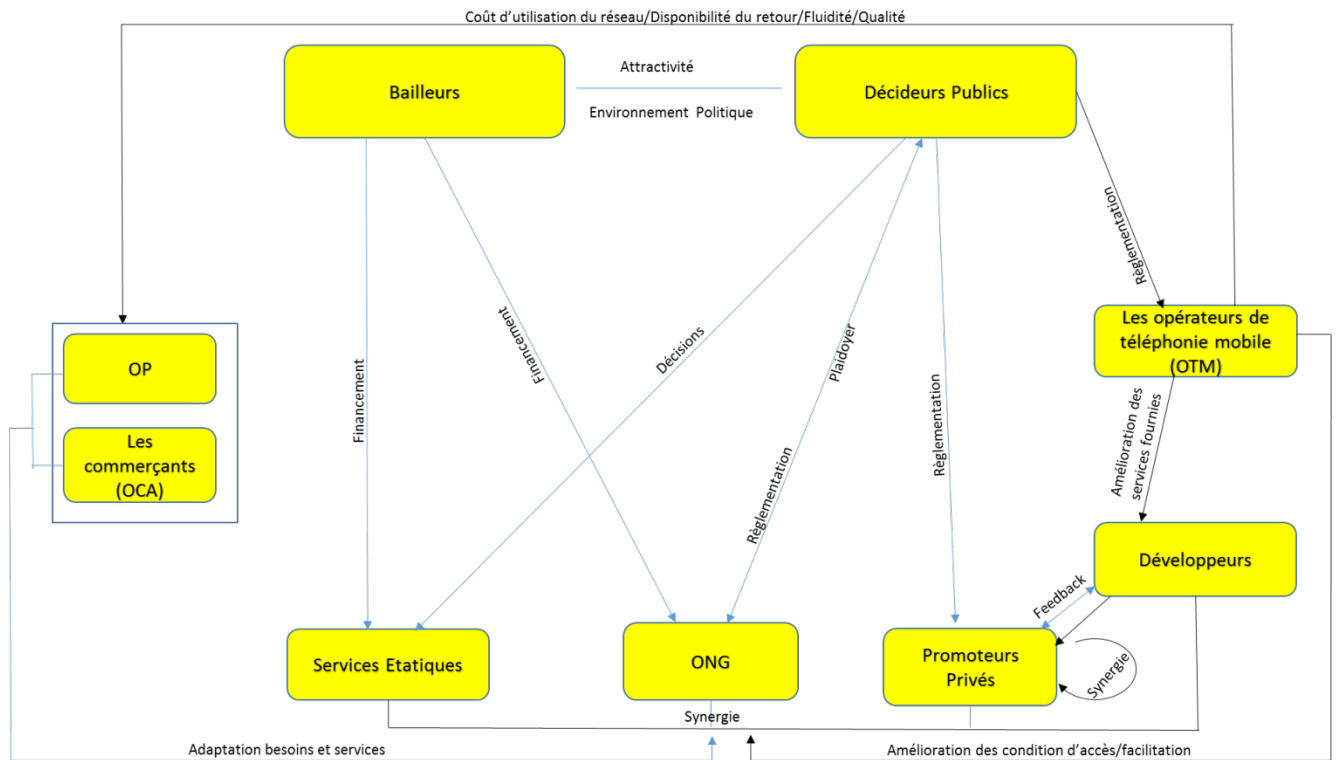 Coût d’utilisation du réseau/Disponibilité du retour/Fluidité/Qualité
Bailleurs
Attractivité
Environnement Politique
Décideurs Publics
Règlementation
Les opérateurs de
téléphonie mobile
(OTM)
OP
Les
commerçants
(OCA)
Financement
Financement
Décisions
Plaidoyer
Règlementation
Règlementation
Amélioration des
services fournies
Développeurs
Feedback
Services Etatiques
ONG
Promoteurs
Privés
Synergie
Synergie
Adaptation besoins et services
Amélioration des condition d’accès/facilitation